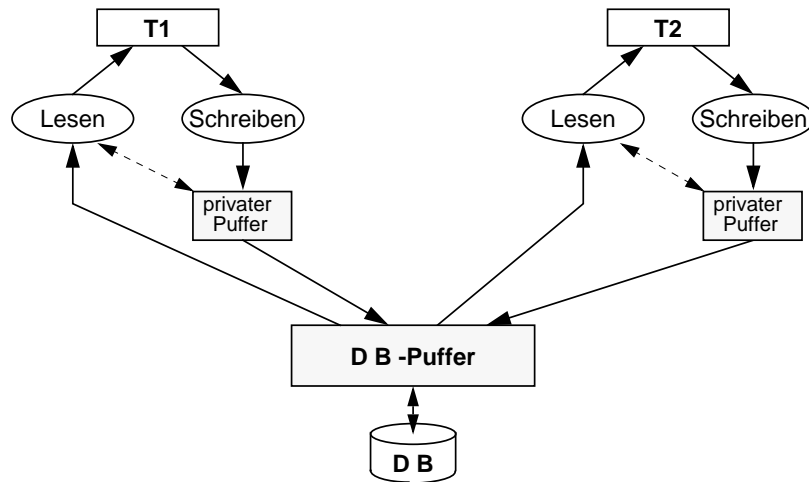 T1
T2
Lesen
Schreiben
Lesen
Schreiben
privater
Puffer
privater
Puffer
D B -Puffer
D B